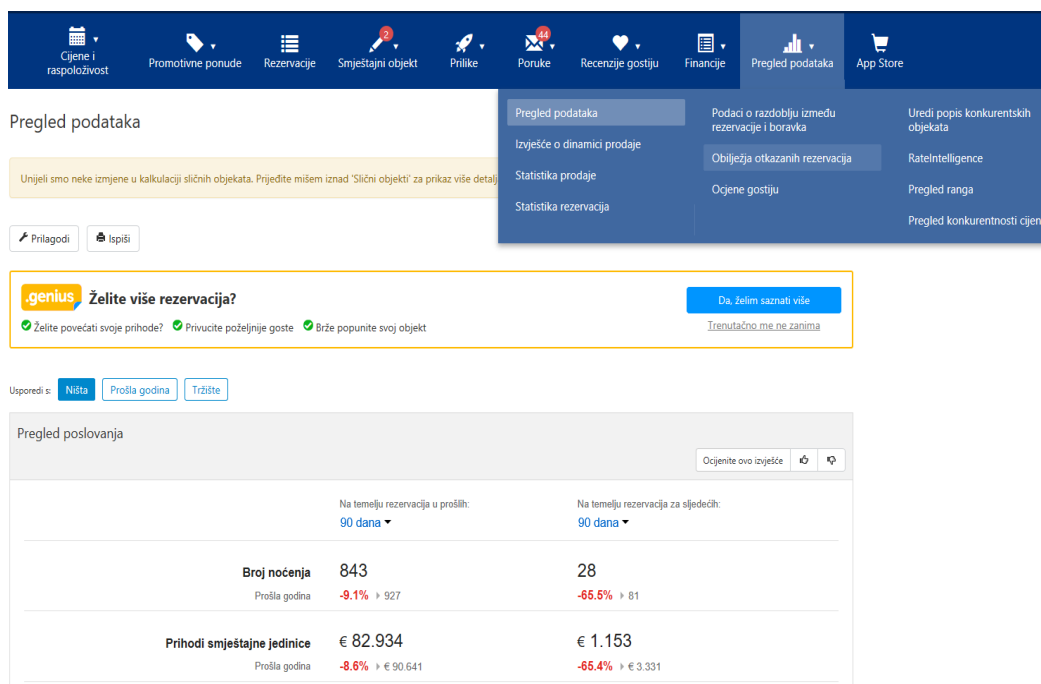 Cijene i
raspoloživost
Promotivne ponude
Rezervacije
2
Smještajni objekt
Prilike
44
Poruke
Recenzije gostiju
Financije
Pregled podataka
App Store
Pregled podataka
Izvješće o dinamici prodaje
Statistika prodaje
Statistika rezervacija
Podaci o razdoblju između
rezervacije i boravka
Obilježja otkazanih rezervacija
Ocjene gostiju
Uredi popis konkurentskih
objekata
RateIntelligence
Pregled ranga
Pregled konkurentnosti cijen
Pregled podataka
Unijeli smo neke izmjene u kalkulaciji sličnih objekata. Prijeđite mišem iznad 'Slični objekti' za prikaz više detalj
Prilagodi
Ispiši
.genius Želite više rezervacija?
Želite povećati svoje prihode? Privucite poželjnije goste Brže popunite svoj objekt
Da, želim saznati više
Trenutačno me ne zanima
Usporedi s: Ništa Prošla godina Tržište
Pregled poslovanja
Ocijenite ovo izvješće
Na temelju rezervacija u prošlih: Na temelju rezervacija za sljedećih:
90 dana 90 dana
Broj noćenja 843 28
Prošla godina -9.1% 927 -65.5% 81
Prihodi smještajne jedinice € 82.934 € 1.153
Prošla godina -8.6% € 90.641 -65.4% € 3.331